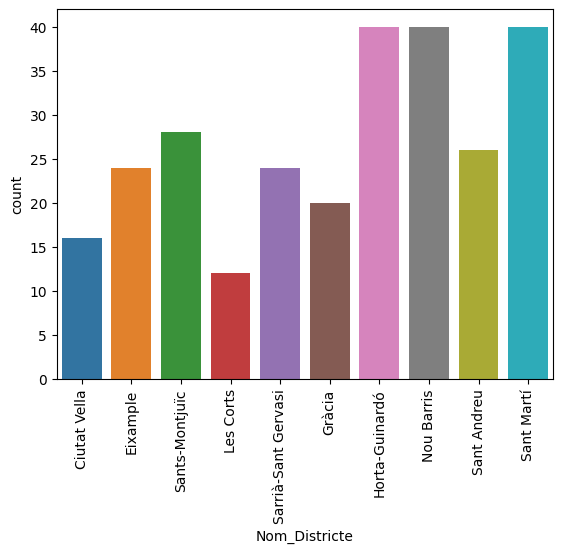 40
35
30
25
20
15
10
5
0
count
Ciutat Vella
Eixample
Sants-Montjuïc
Les Corts
Sarrià-Sant Gervasi
Gràcia
Horta-Guinardó
Nou Barris
Sant Andreu
Sant Martí
Nom_Districte